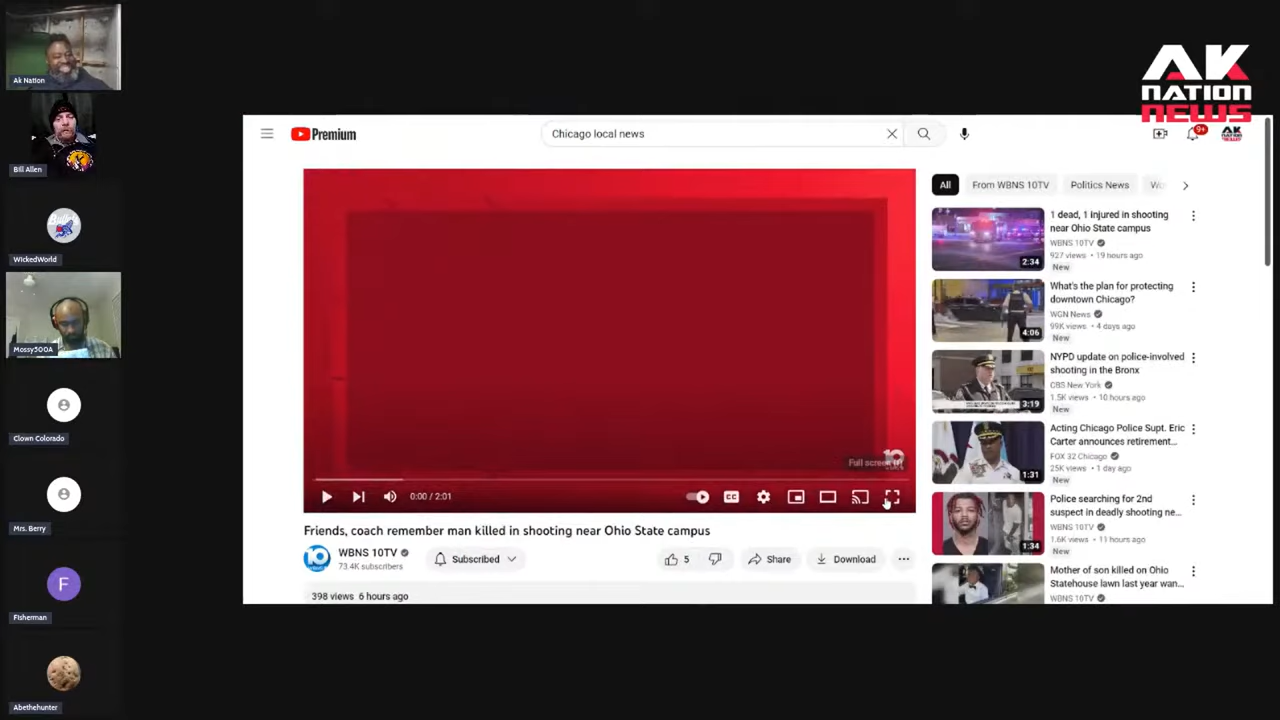 Ak Nation
Bill Allen
WickedWorld
Mossy500A
Clown Colorado
Mrs. Berry
F
Fisherman
Abethehunter
AK
NATION
NEWS
Premium
Chicago local news
9+
Full screen (f)
10
0:00 / 2:01
CC
Friends, coach remember man killed in shooting near Ohio State campus
10
WBNS 10TV
73.4K subscribers
Subscribed
5
Share
Download
398 views 6 hours ago
All
From WBNS 10TV
Politics News
1 dead, 1 injured in shooting
near Ohio State campus
WBNS 10TV
927 views • 19 hours ago
New
2:34
What's the plan for protecting
downtown Chicago?
WGN News
99K views • 4 days ago
New
4:06
NYPD update on police-involved
shooting in the Bronx
CBS New York
1.5K views • 10 hours ago
New
3:19
Acting Chicago Police Supt. Eric
Carter announces retirement...
FOX 32 Chicago
25K views • 1 day ago
New
1:31
Police searching for 2nd
suspect in deadly shooting ne...
WBNS 10TV
1.6K views • 11 hours ago
New
1:34
Mother of son killed on Ohio
Statehouse lawn last year wan...
WBNS 10TV